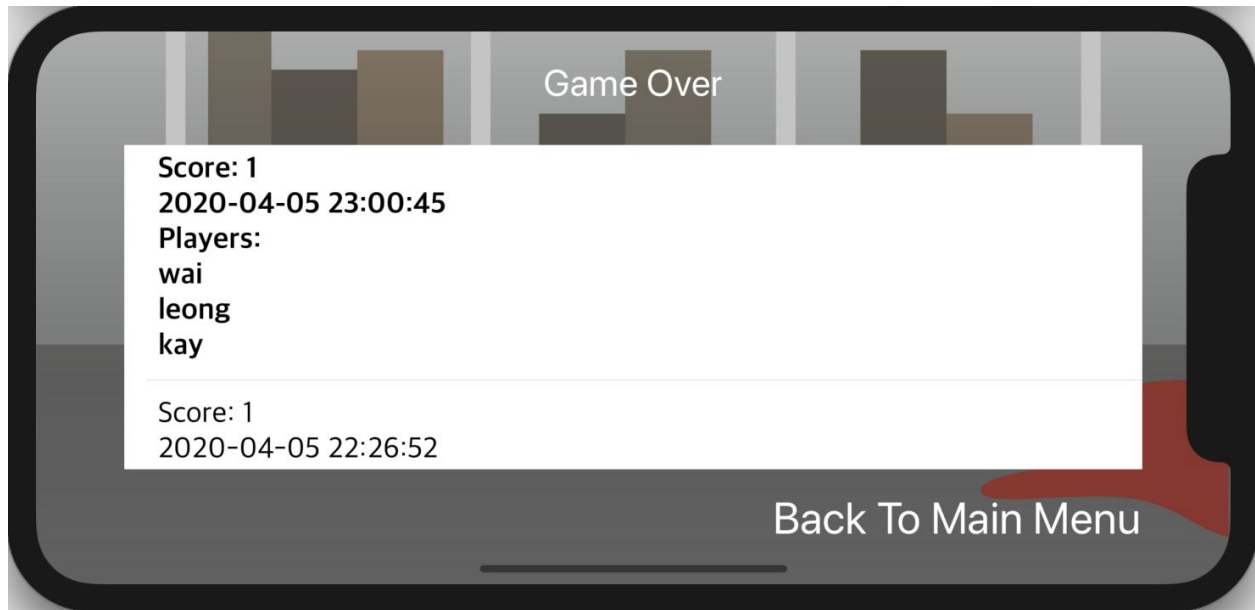 Game Over
Score: 1
2020-04-05 23:00:45
Players:
wai
leong
kay
Score: 1
2020-04-05 22:26:52
Back To Main Menu